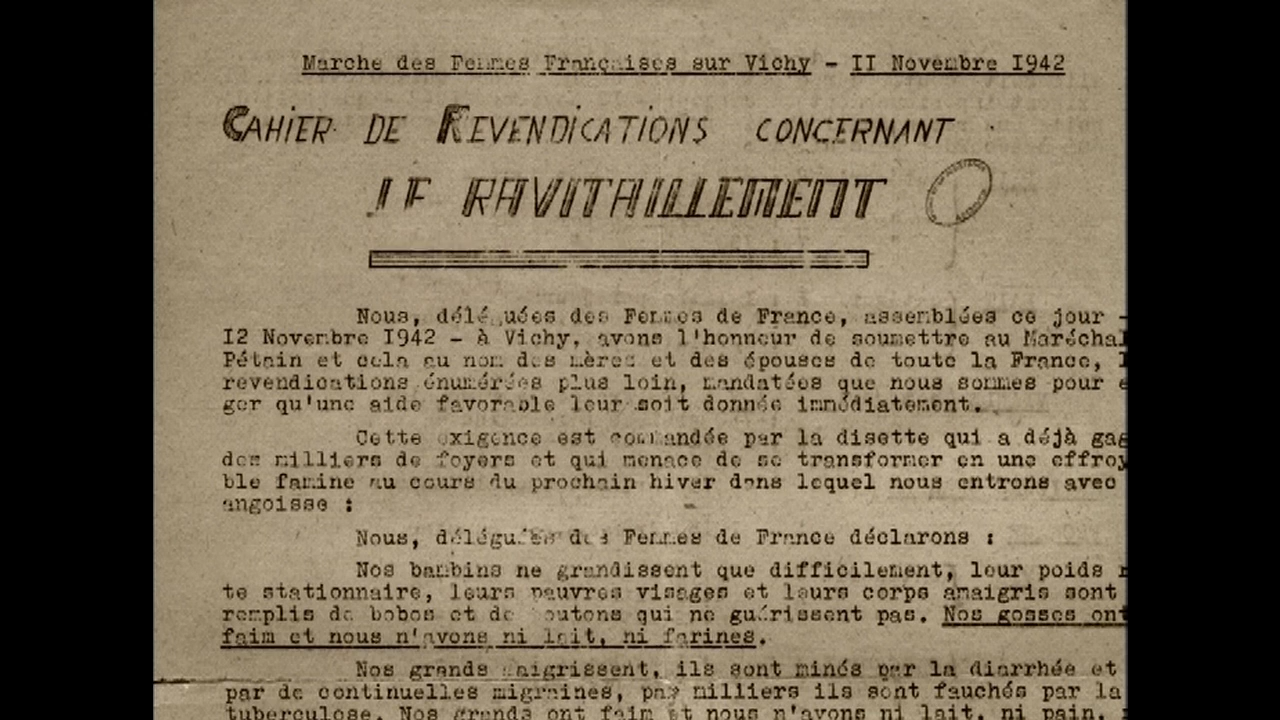 Marche des Femmes Françaises sur Vichy - II Novembre I942
CAHIER DE REVENDICATIONS CONCERNANT
LE RAVITAILLEMENT
Nous, déléguées des Femmes de France, assemblées ce jour -
I2 Novembre I942 - à Vichy, avons l'honneur de soumettre au Maréchal
Pétain et cela au nom des mères et des épouses de toute la France,
revendications énumérées plus loin, mandatées que nous sommes pour
ger qu'une aide favorable leur soit donnée immédiatement.
Cette exigence est commandée par la disette qui a déjà gag
des milliers de foyers et qui menace de se transformer en une effroy
ble famine au cours du prochain hiver dans lequel nous entrons avec
angoisse :
Nous, déléguées des Femmes de France déclarons :
Nos bambins ne grandissent que difficilement, leur poids
te stationnaire, leurs pauvres visages et leurs corps amaigris sont
remplis de bobos et de boutons qui ne guérissent pas. Nos gosses ont
faim et nous n'avons ni lait, ni farines.
Nos grands maigrissent, ils sont minés par la diarrhée et
par de continuelles migraines, par milliers ils sont fauchés par la
tuberculose. Nos grands ont faim et nous n'avons ni lait, ni pain,